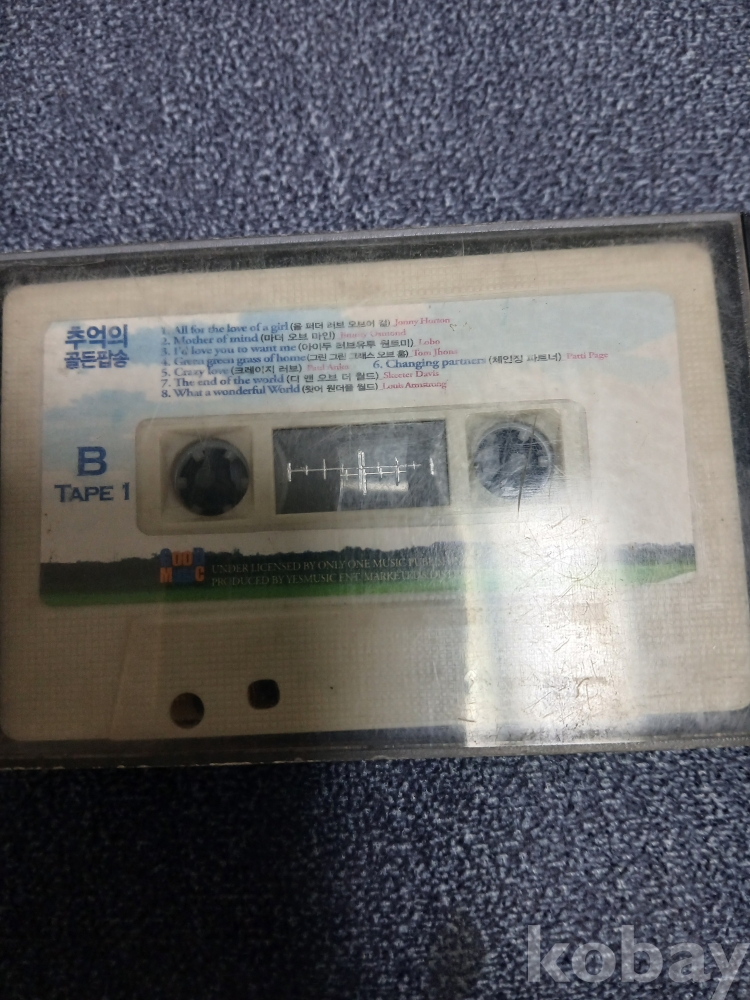 추억의
골든팝송
1. All for the love of a girl (올 퍼더 러브 오브어 걸) Jonny Horton
2. Mother of mind (마더 오브 마인) Osmond
3. I'd love you to want me (아이두 러브유투 원트미) Lobo
4. Green green grass of home (그린 그린 그래스 오브 홈) Tom Jhnes
5. Crazy love (크레이지 러브) Paul Anka 6. Changing partners (체인징 파트너) Patti Page
7. The end of the world (디 앤 오브 더 월드) Skeeter Davis
8. What a wonderful World (왓어 원더풀 월드) Louis Armstrong
B
TAPE 1
UNDER LICENSED BY ONLY ONE MUSIC
PRODUCED BY YESMUSIC ENT
kobay